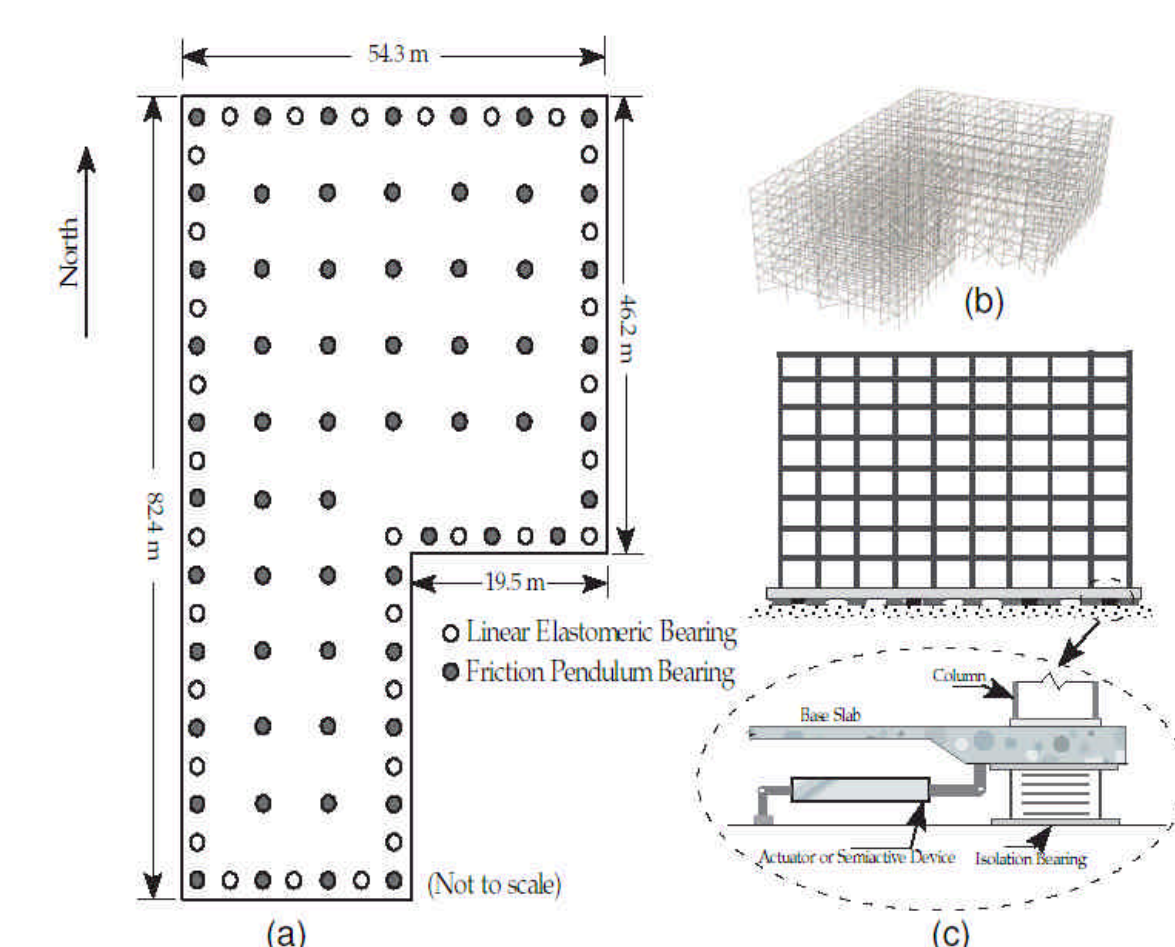 54.3 m
North
46.2 m
82.4 m
19.5 m
Linear Elastomeric Bearing
Friction Pendulum Bearing
(Not to scale)
(a)
(b)
Column
Base Slab
Actuator or Semiactive Device
Isolation Bearing
(c)